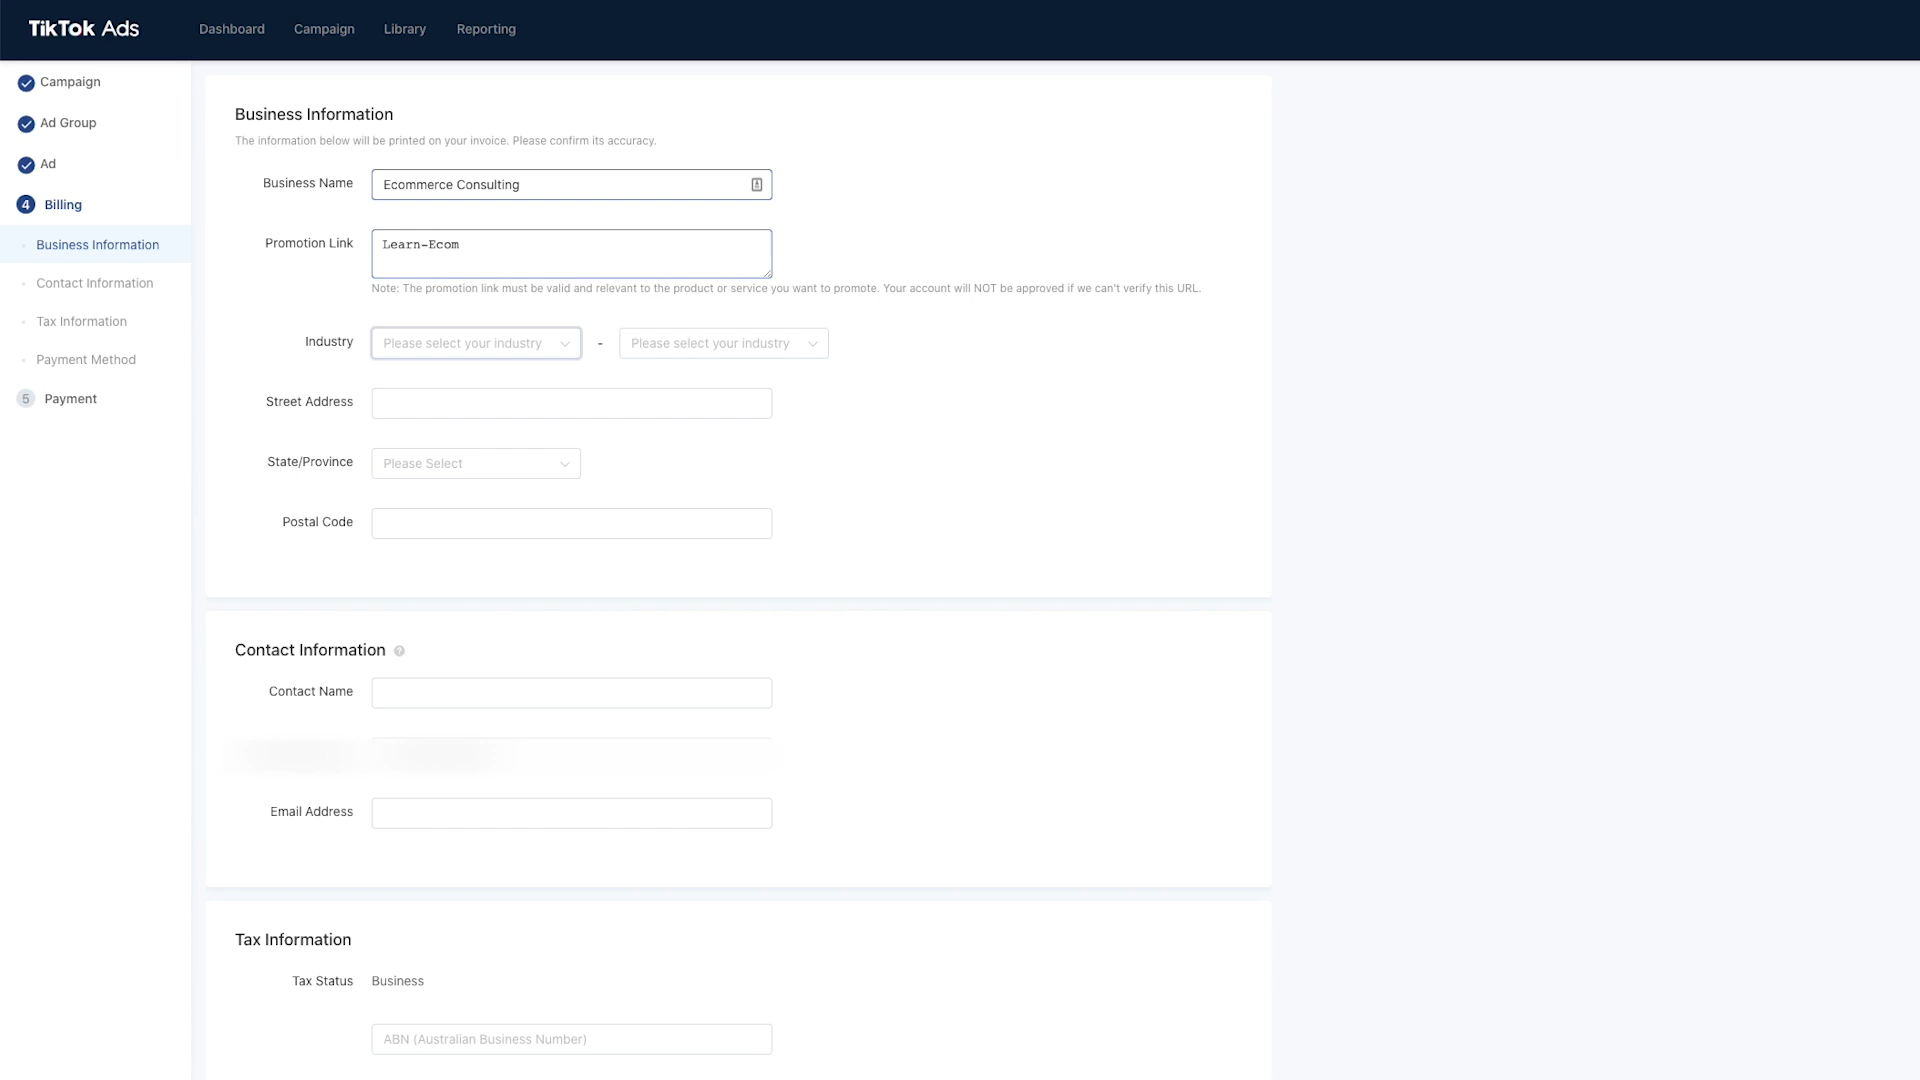 TikTok Ads
Dashboard
Campaign
Library
Reporting
Campaign
Ad Group
Ad
4 Billing
Business Information
Contact Information
Tax Information
Payment Method
5 Payment
Business Information
The information below will be printed on your invoice. Please confirm its accuracy.
Business Name Ecommerce Consulting
Promotion Link Learn-Ecom
Note: The promotion link must be valid and relevant to the product or service you want to promote. Your account will NOT be approved if we can't verify this URL.
Industry Please select your industry - Please select your industry
Street Address
State/Province Please Select
Postal Code
Contact Information ?
Contact Name
Email Address
Tax Information
Tax Status Business
ABN (Australian Business Number)